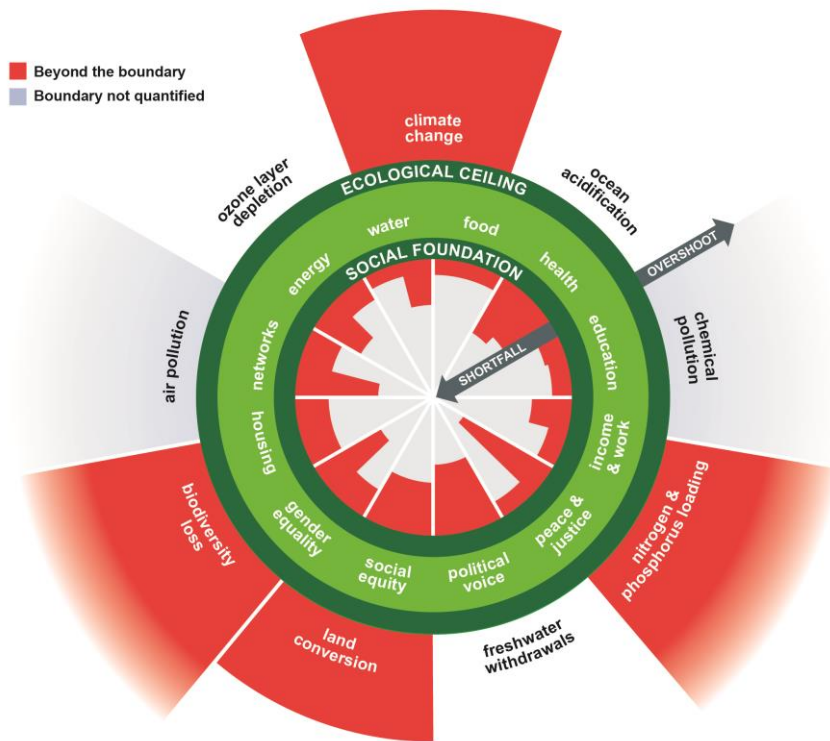 Beyond the boundary
Boundary not quantified
climate
change
ozone layer
depletion
ocean
acidification
ECOLOGICAL CEILING
OVERSHOOT
water
food
energy
health
SOCIAL FOUNDATION
networks
education
SHORTFALL
air pollution
chemical
pollution
housing
income
& work
gender
equality
peace &
justice
social
equity
political
voice
biodiversity
loss
nitrogen &
phosphorus loading
land
conversion
freshwater
withdrawals